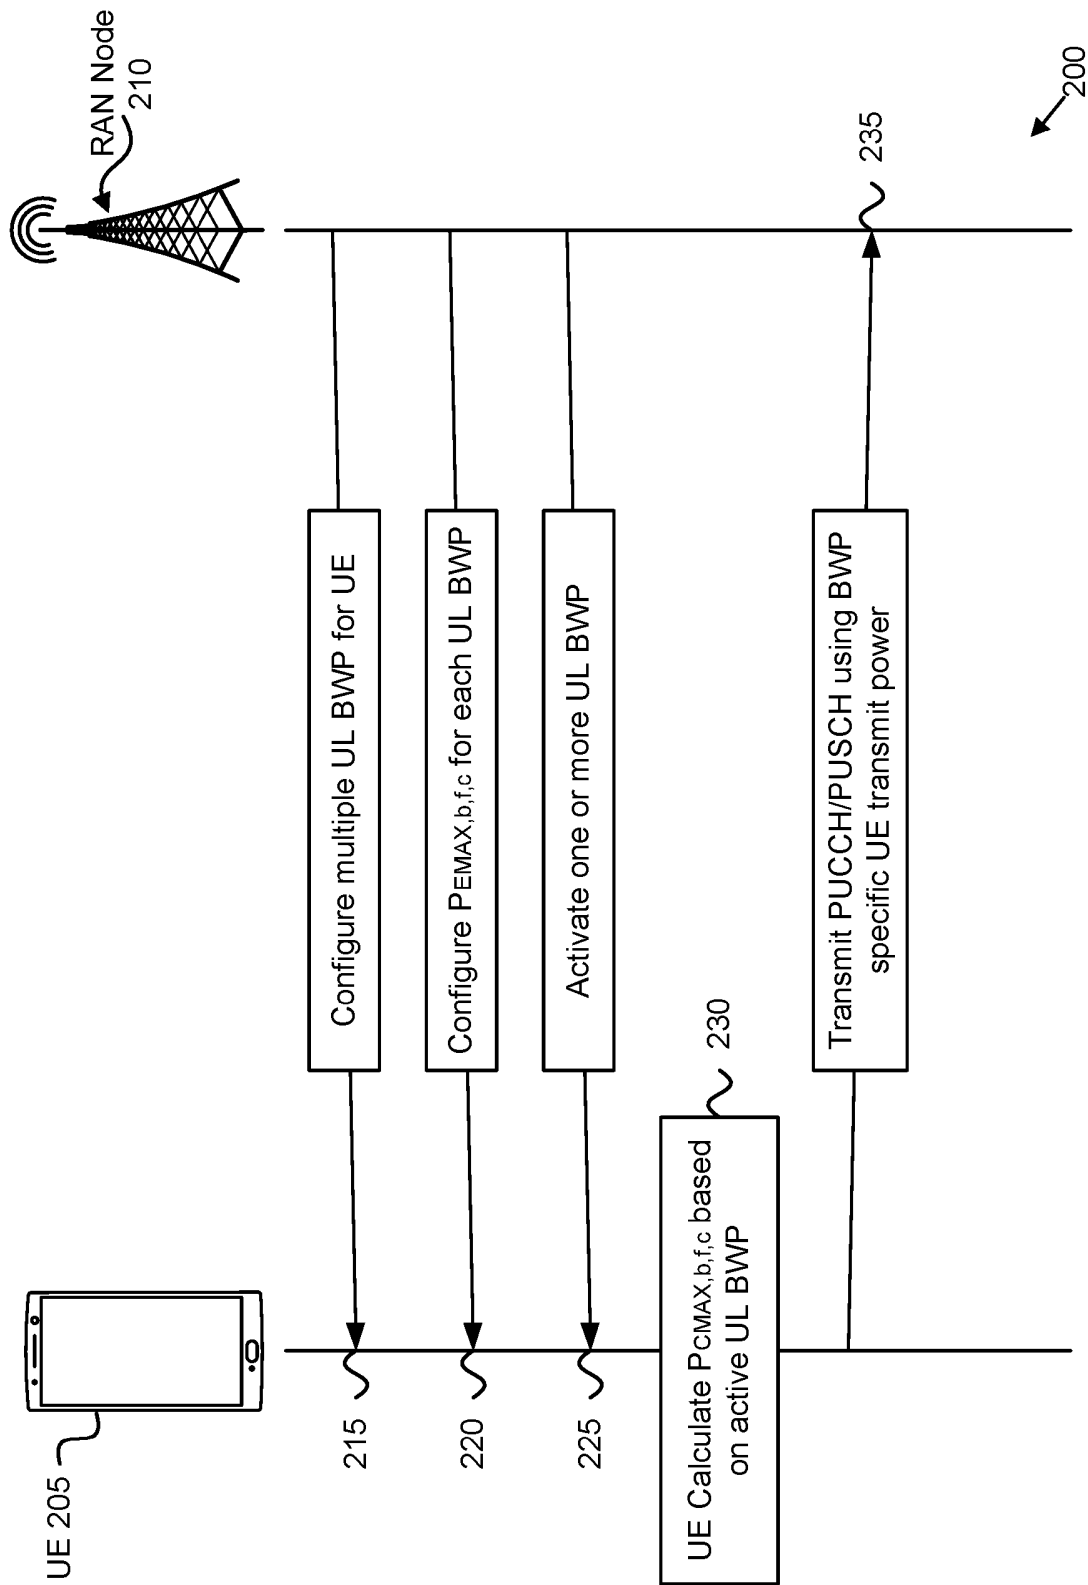 UE 205
RAN Node
210
Configure multiple UL BWP for UE
215
Configure PEMAX,b,f,c for each UL BWP
220
Activate one or more UL BWP
225
UE Calculate PCMAX,b,f,c based
on active UL BWP
230
Transmit PUCCH/PUSCH using BWP
specific UE transmit power
235
200